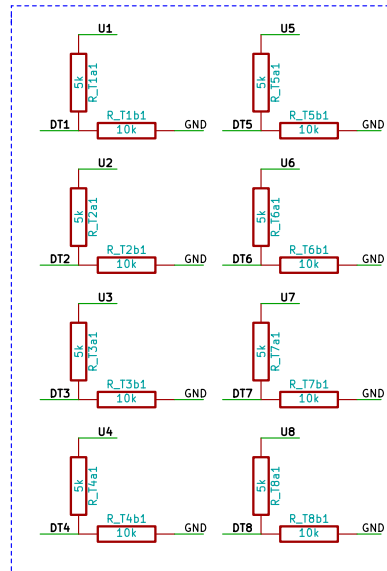 U1
5k
R_T1a1
R_T1b1
DT1
10k
GND
U5
5k
R_T5a1
R_T5b1
DT5
10k
GND
U2
5k
R_T2a1
R_T2b1
DT2
10k
GND
U6
5k
R_T6a1
R_T6b1
DT6
10k
GND
U3
5k
R_T3a1
R_T3b1
DT3
10k
GND
U7
5k
R_T7a1
R_T7b1
DT7
10k
GND
U4
5k
R_T4a1
R_T4b1
DT4
10k
GND
U8
5k
R_T8a1
R_T8b1
DT8
10k
GND